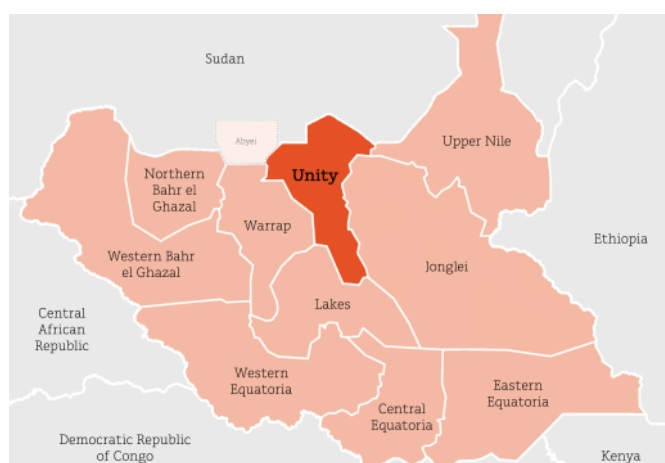 Sudan
Abyei
Upper Nile
Unity
Northern
Bahr el
Ghazal
Warrap
Ethiopia
Western Bahr
el Ghazal
Jonglei
Lakes
Central
African
Republic
Western
Equatoria
Eastern
Equatoria
Central
Equatoria
Democratic Republic
of Congo
Kenya